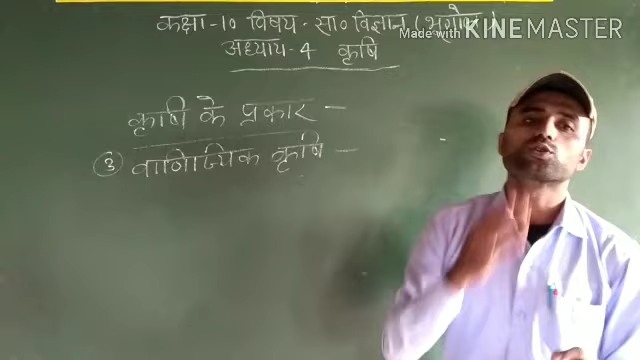 कक्षा-10 विषय- सा० विज्ञान (भूगोल)
Made with KINEMASTER
अध्याय-4 कृषि
कृषि के प्रकार -
③ वाणिज्यिक कृषि -